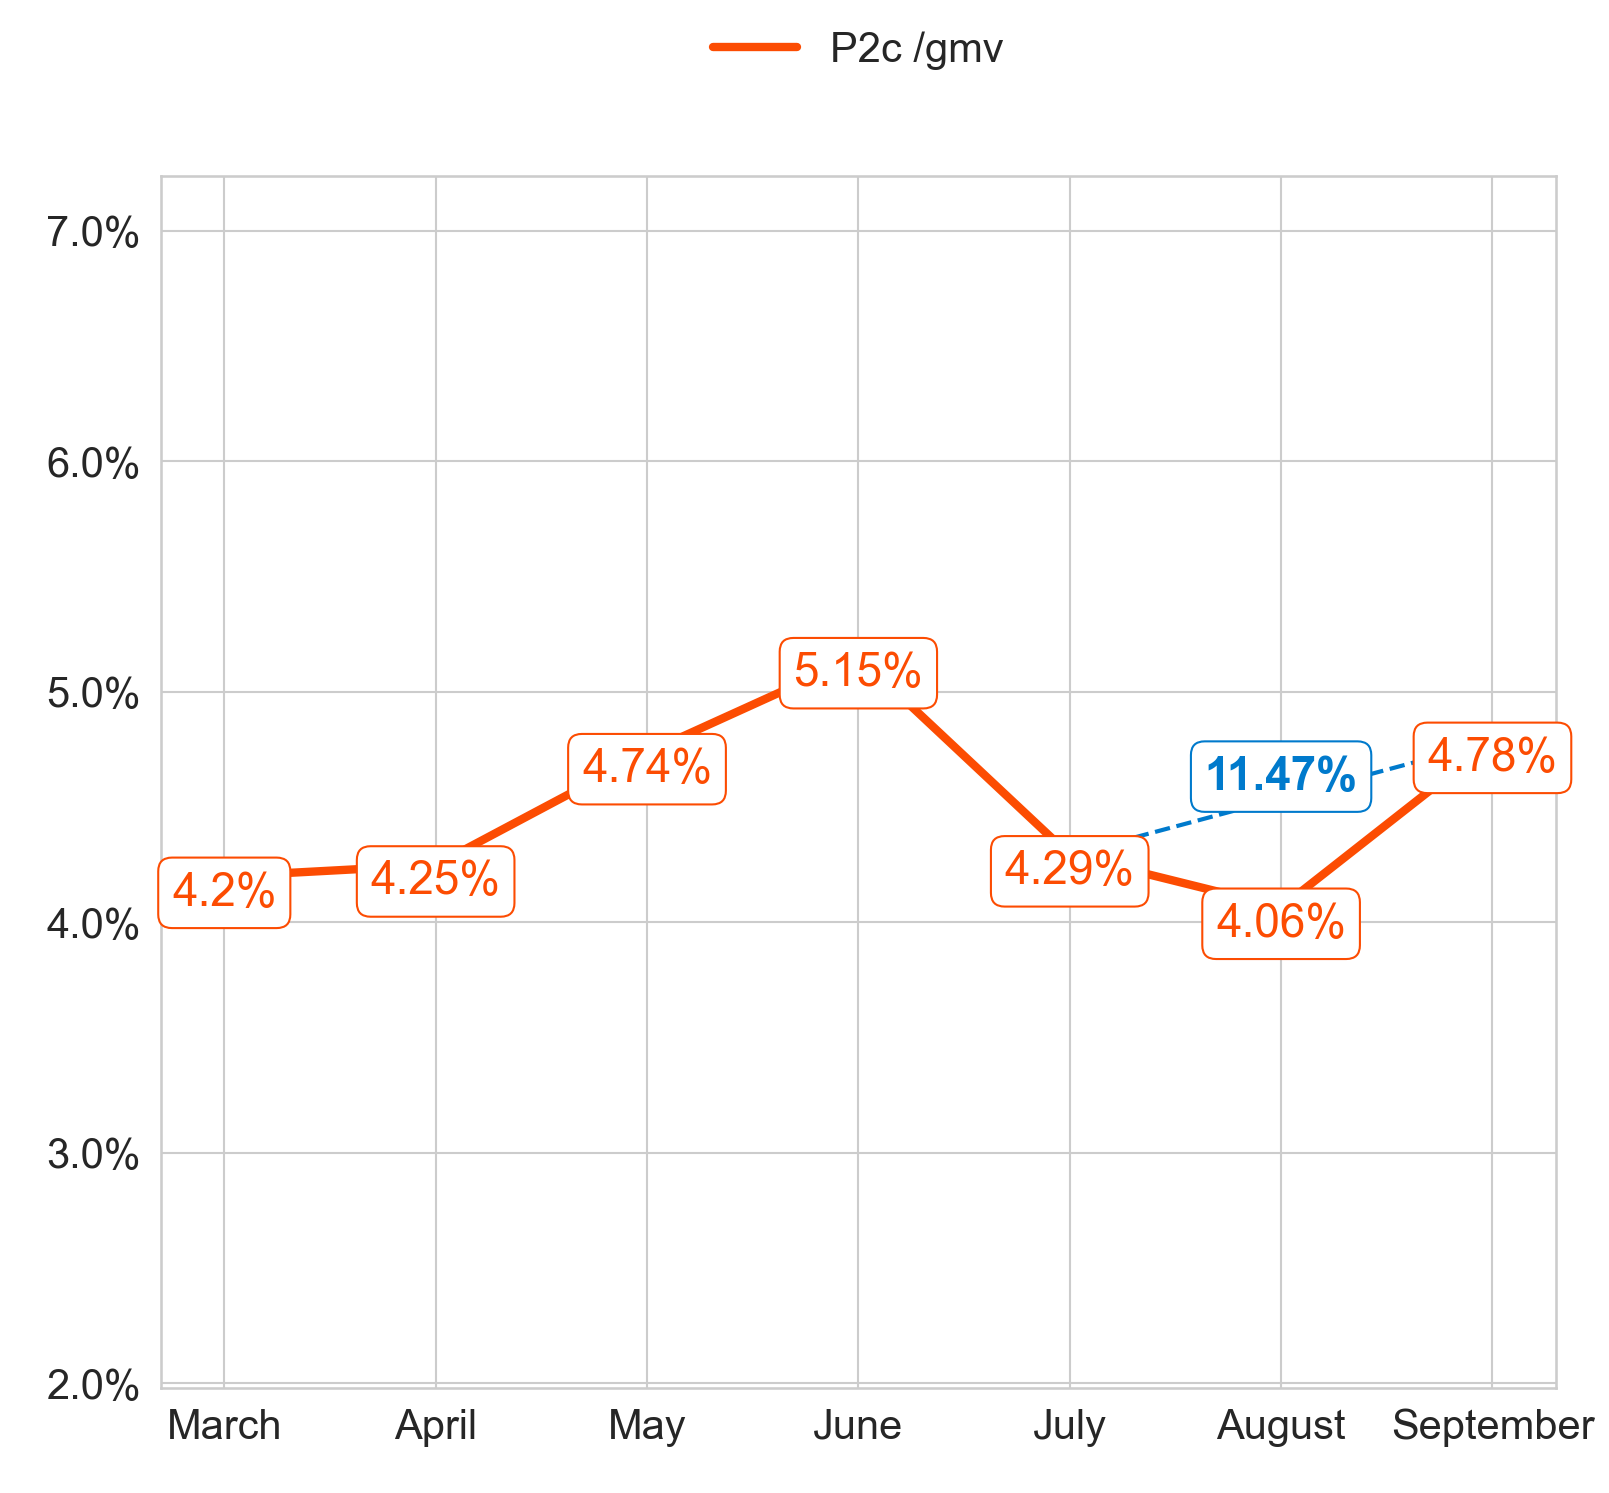 P2c /gmv
7.0%
6.0%
5.0%
4.0%
3.0%
2.0%
4.2%
4.25%
4.74%
5.15%
4.29%
4.06%
4.78%
11.47%
March
April
May
June
July
August
September